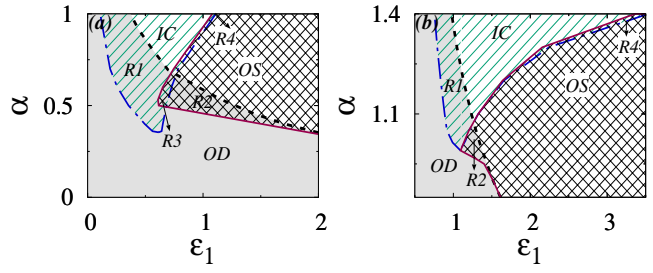 1
(a)
IC
R4
R1
OS
0.5
R2
α
R3
OD
0
0
1
2
ε₁
1.4
(b)
IC
R4
R1
OS
α
1.1
OD
R2
1
2
3
ε₁